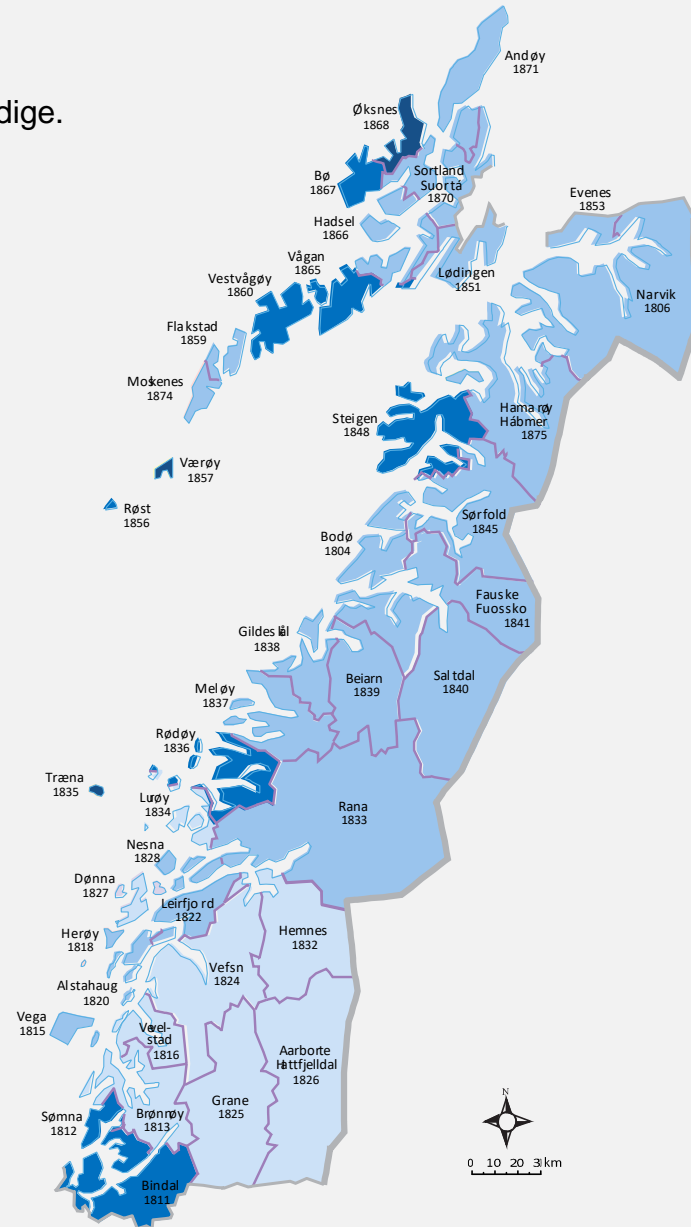 dige.
Andøy
1871
Øksnes
1868
Bø
1867
Sortland
Suortá
1870
Hadsel
1866
Evenes
1853
Vågan
1865
Vestvågøy
1860
Lødingen
1851
Narvik
1806
Flakstad
1859
Moskenes
1874
Steigen
1848
Hamarøy
Hábmer
1875
Værøy
1857
Røst
1856
Sørfold
1845
Bodø
1804
Fauske
Fuossko
1841
Gildeskål
1838
Beiarn
1839
Saltdal
1840
Meløy
1837
Rødøy
1836
Træna
1835
Lurøy
1834
Rana
1833
Nesna
1828
Dønna
1827
Leirfjord
1822
Herøy
1818
Hemnes
1832
Vefsn
1824
Alstahaug
1820
Vega
1815
Vevel-
stad
1816
Aarborte
Hattfjelldal
1826
Grane
1825
Sømna
1812
Brønnøy
1813
Bindal
1811
N
0 10 20 3 km